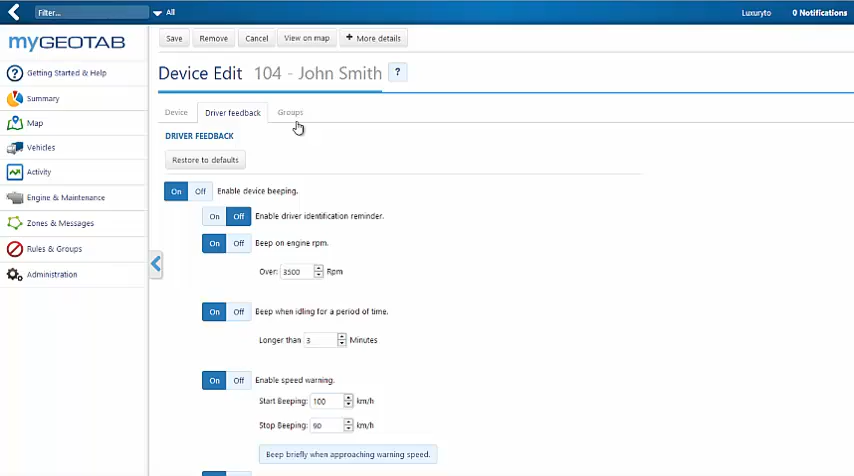 Filter...
All
Luxuryto
0 Notifications
myGEOTAB
Save
Remove
Cancel
View on map
+ More details
Device Edit 104 - John Smith ?
Getting Started & Help
Summary
Map
Vehicles
Activity
Engine & Maintenance
Zones & Messages
Rules & Groups
Administration
Device
Driver feedback
Groups
DRIVER FEEDBACK
Restore to defaults
On Off Enable device beeping.
On Off Enable driver identification reminder.
On Off Beep on engine rpm.
Over: 3500 Rpm
On Off Beep when idling for a period of time.
Longer than 3 Minutes
On Off Enable speed warning.
Start Beeping: 100 km/h
Stop Beeping: 90 km/h
Beep briefly when approaching warning speed.